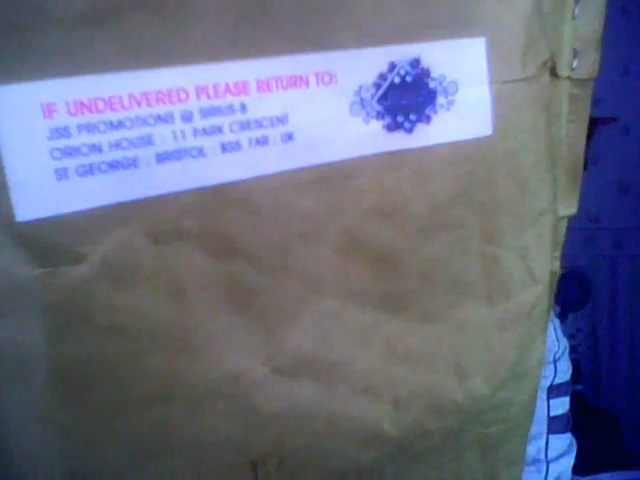 IF UNDELIVERED PLEASE RETURN TO:
JSS PROMOTIONS @ SIRIUS-B
ORION HOUSE : 11 PARK CRESCENT
ST GEORGE : BRISTOL : BS5 7AB : UK